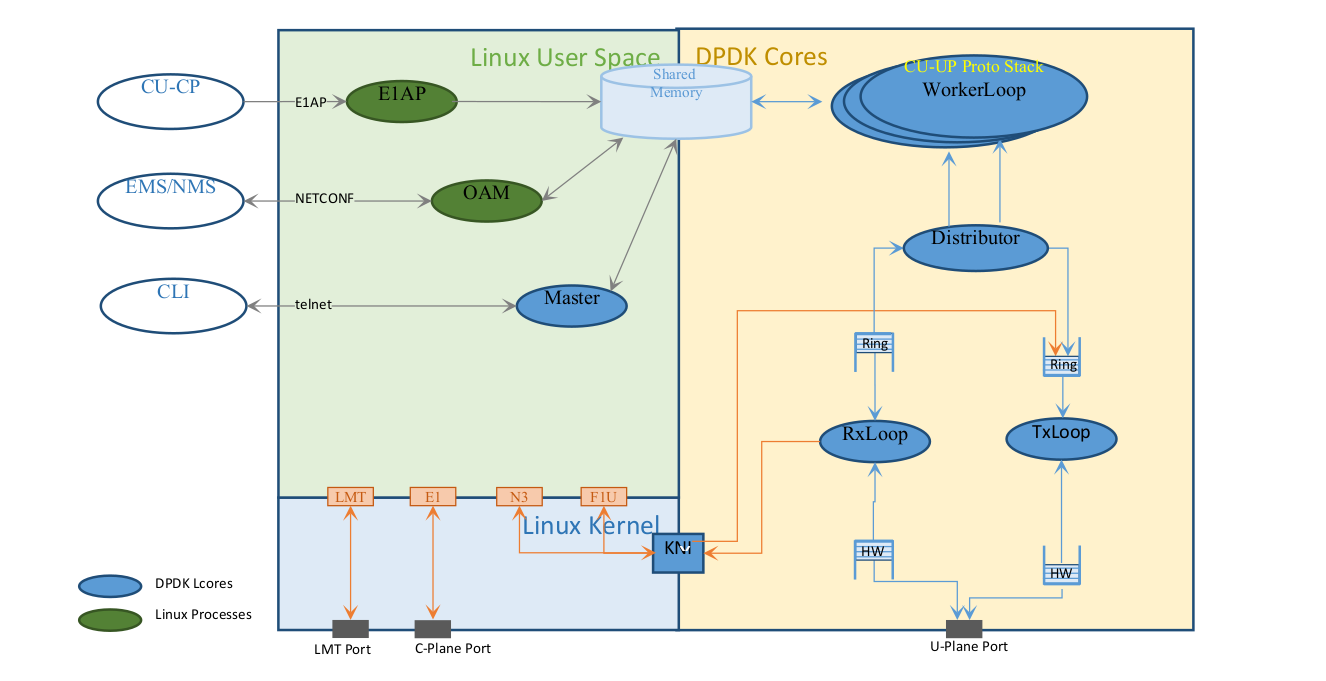 Linux User Space
DPDK Cores
CU-CP
E1AP
E1AP
Shared
Memory
CU-UP Proto Stack
WorkerLoop
EMS/NMS
NETCONF
OAM
Distributor
CLI
telnet
Master
Ring
Ring
RxLoop
TxLoop
LMT
E1
N3
F1U
Linux Kernel
KNI
HW
HW
DPDK Lcores
Linux Processes
LMT Port
C-Plane Port
U-Plane Port